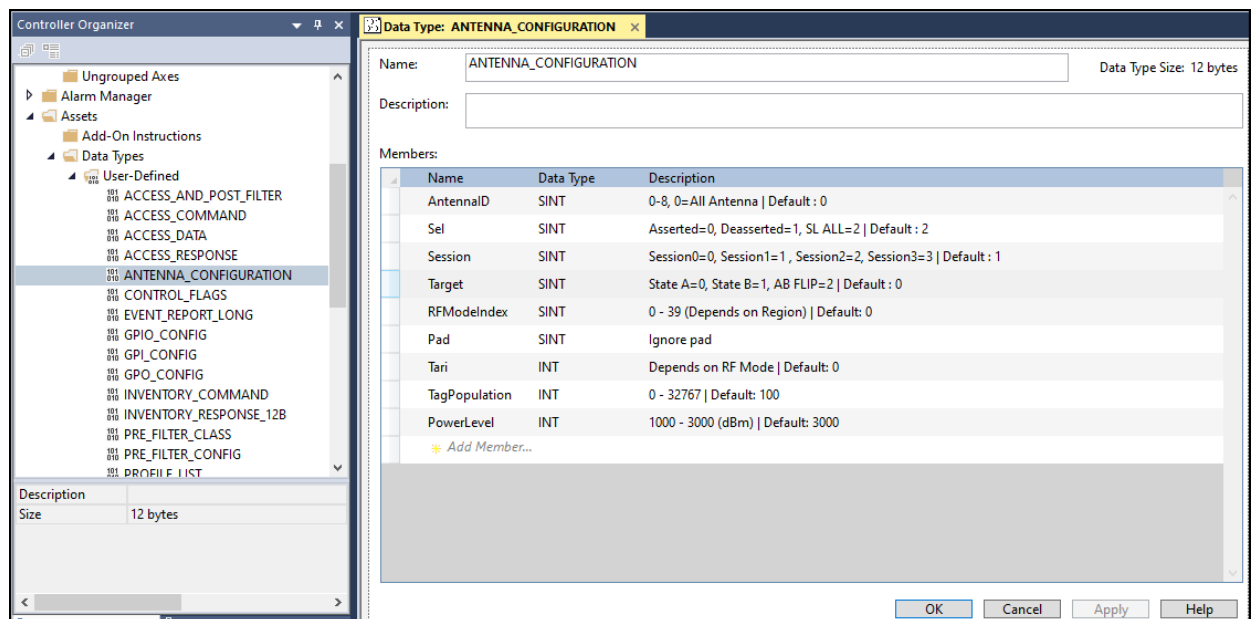 Controller Organizer
Ungrouped Axes
Alarm Manager
Assets
Add-On Instructions
Data Types
User-Defined
ACCESS_AND_POST_FILTER
ACCESS_COMMAND
ACCESS_DATA
ACCESS_RESPONSE
ANTENNA_CONFIGURATION
CONTROL_FLAGS
EVENT_REPORT_LONG
GPIO_CONFIG
GPI_CONFIG
GPO_CONFIG
INVENTORY_COMMAND
INVENTORY_RESPONSE_12B
PRE_FILTER_CLASS
PRE_FILTER_CONFIG
PROFILE_LIST
Description
Size 12 bytes
Data Type: ANTENNA_CONFIGURATION
Name: ANTENNA_CONFIGURATION Data Type Size: 12 bytes
Description:
Members:
Name Data Type Description
AntennaID SINT 0-8, 0=All Antenna | Default : 0
Sel SINT Asserted=0, Deasserted=1, SL ALL=2 | Default : 2
Session SINT Session0=0, Session1=1 , Session2=2, Session3=3 | Default : 1
Target SINT State A=0, State B=1, AB FLIP=2 | Default : 0
RFModeIndex SINT 0 - 39 (Depends on Region) | Default: 0
Pad SINT Ignore pad
Tari INT Depends on RF Mode | Default: 0
TagPopulation INT 0 - 32767 | Default: 100
PowerLevel INT 1000 - 3000 (dBm) | Default: 3000
Add Member...
OK Cancel Apply Help